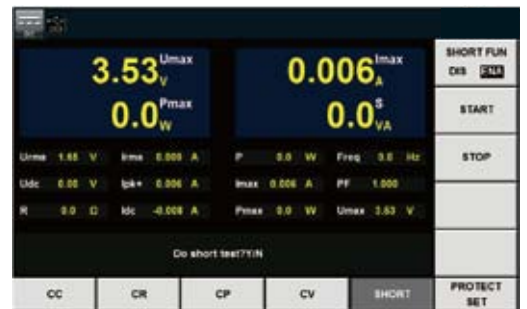 SHORT FUN
DIS ENA
3.53 Umax V
0.006 Imax A
0.0 Pmax W
0.0 S VA
START
Urms 1.68 V Irms 0.005 A P 0.0 W Freq 0.0 Hz
STOP
Udc 0.00 V Ipk+ 0.006 A Imax 0.006 A PF 1.000
R 0.0 Ω Idc -0.008 A Pmax 0.0 W Umax 3.53 V
Do short test?Y/N
CC CR CP CV SHORT
PROTECT
SET